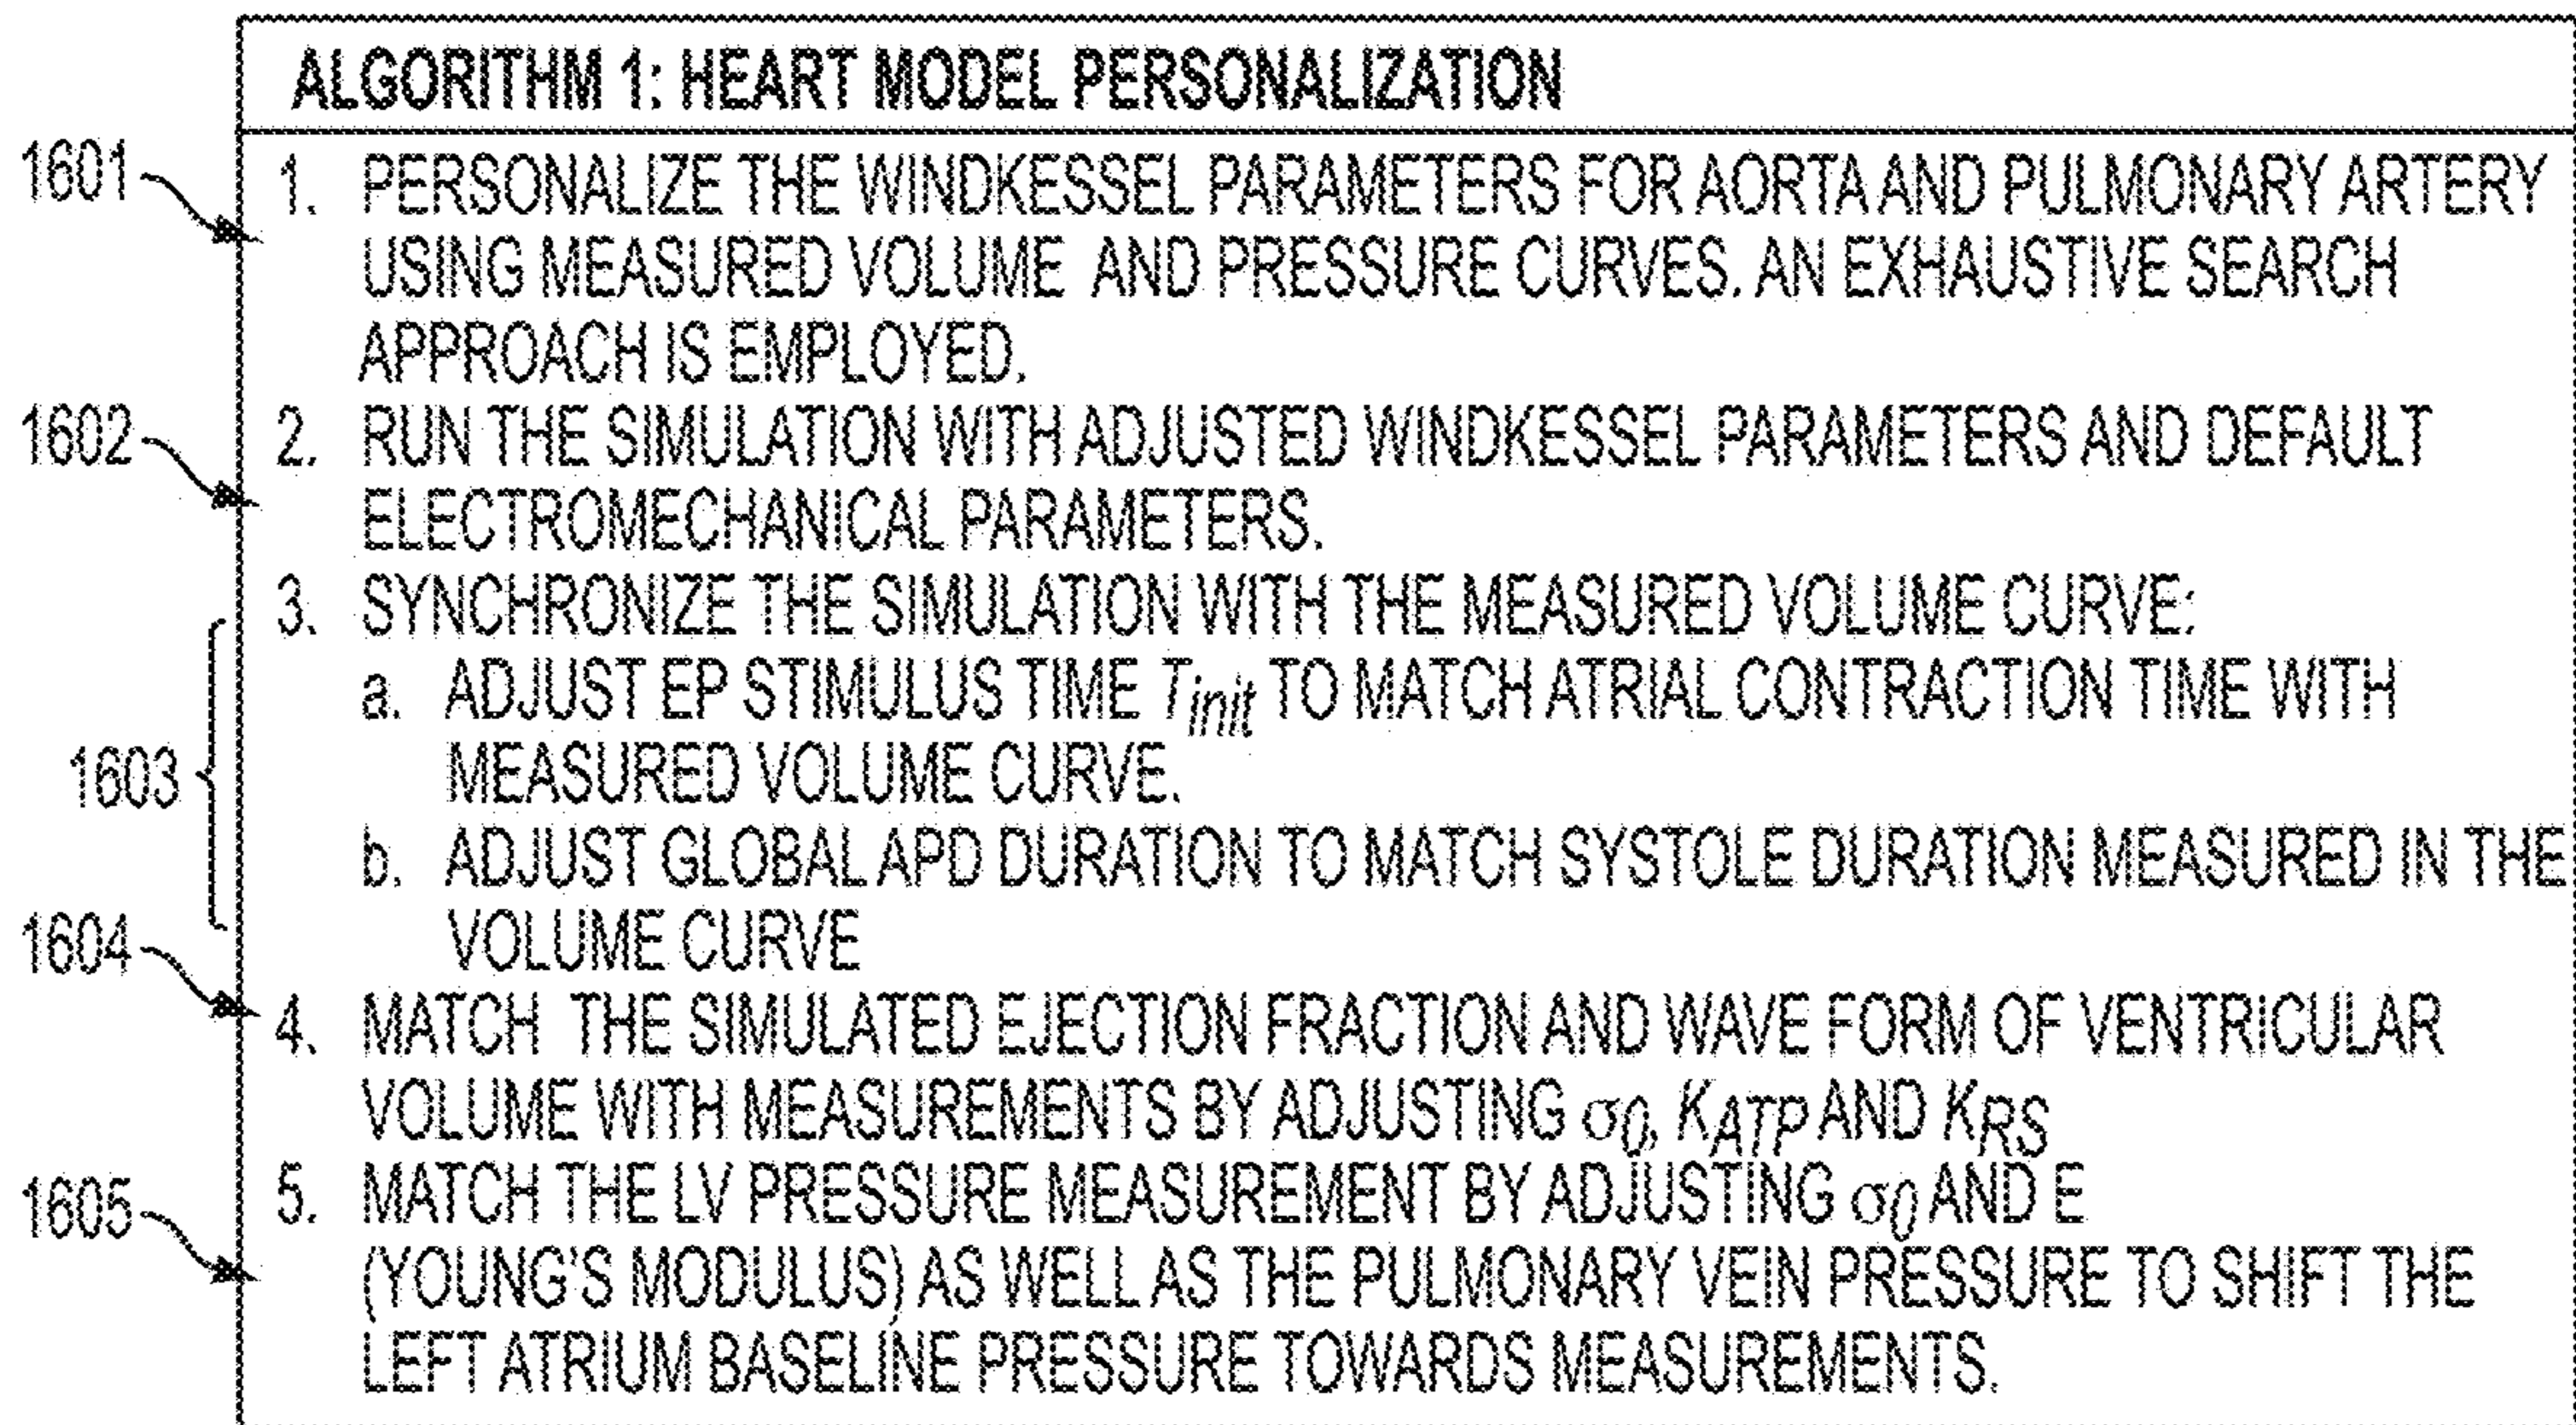 ALGORITHM 1: HEART MODEL PERSONALIZATION
1601
1. PERSONALIZE THE WINDKESSEL PARAMETERS FOR AORTA AND PULMONARY ARTERY
USING MEASURED VOLUME AND PRESSURE CURVES. AN EXHAUSTIVE SEARCH
APPROACH IS EMPLOYED.
1602
2. RUN THE SIMULATION WITH ADJUSTED WINDKESSEL PARAMETERS AND DEFAULT
ELECTROMECHANICAL PARAMETERS.
1603
3. SYNCHRONIZE THE SIMULATION WITH THE MEASURED VOLUME CURVE:
a. ADJUST EP STIMULUS TIME T_init TO MATCH ATRIAL CONTRACTION TIME WITH
MEASURED VOLUME CURVE.
b. ADJUST GLOBAL APD DURATION TO MATCH SYSTOLE DURATION MEASURED IN THE
VOLUME CURVE
1604
4. MATCH THE SIMULATED EJECTION FRACTION AND WAVE FORM OF VENTRICULAR
VOLUME WITH MEASUREMENTS BY ADJUSTING σ0, KATP AND KRS
1605
5. MATCH THE LV PRESSURE MEASUREMENT BY ADJUSTING σ0 AND E
(YOUNG'S MODULUS) AS WELL AS THE PULMONARY VEIN PRESSURE TO SHIFT THE
LEFT ATRIUM BASELINE PRESSURE TOWARDS MEASUREMENTS.